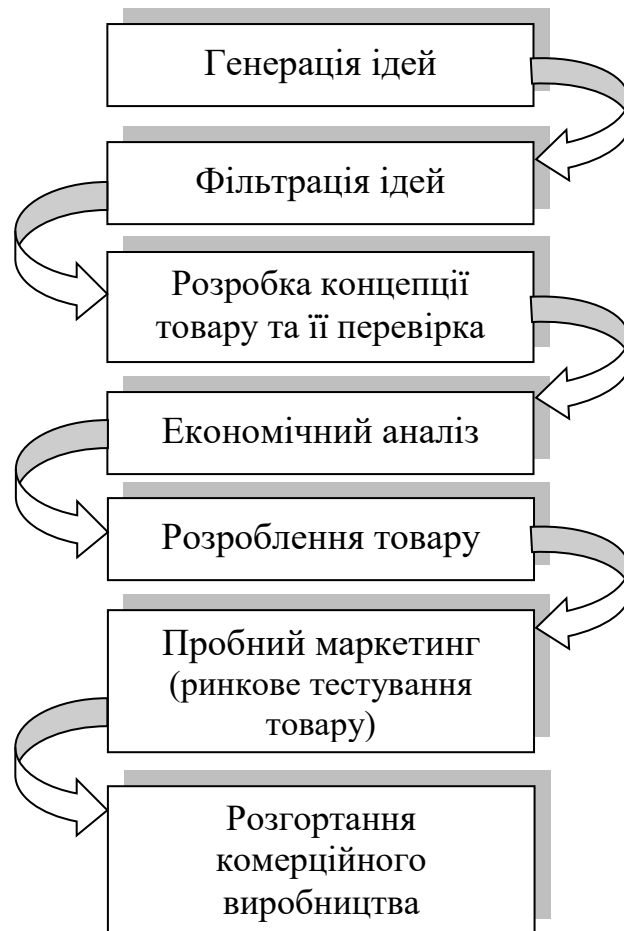 Генерація ідей
Фільтрація ідей
Розробка концепції
товару та її перевірка
Економічний аналіз
Розроблення товару
Пробний маркетинг
(ринкове тестування
товару)
Розгортання
комерційного
виробництва